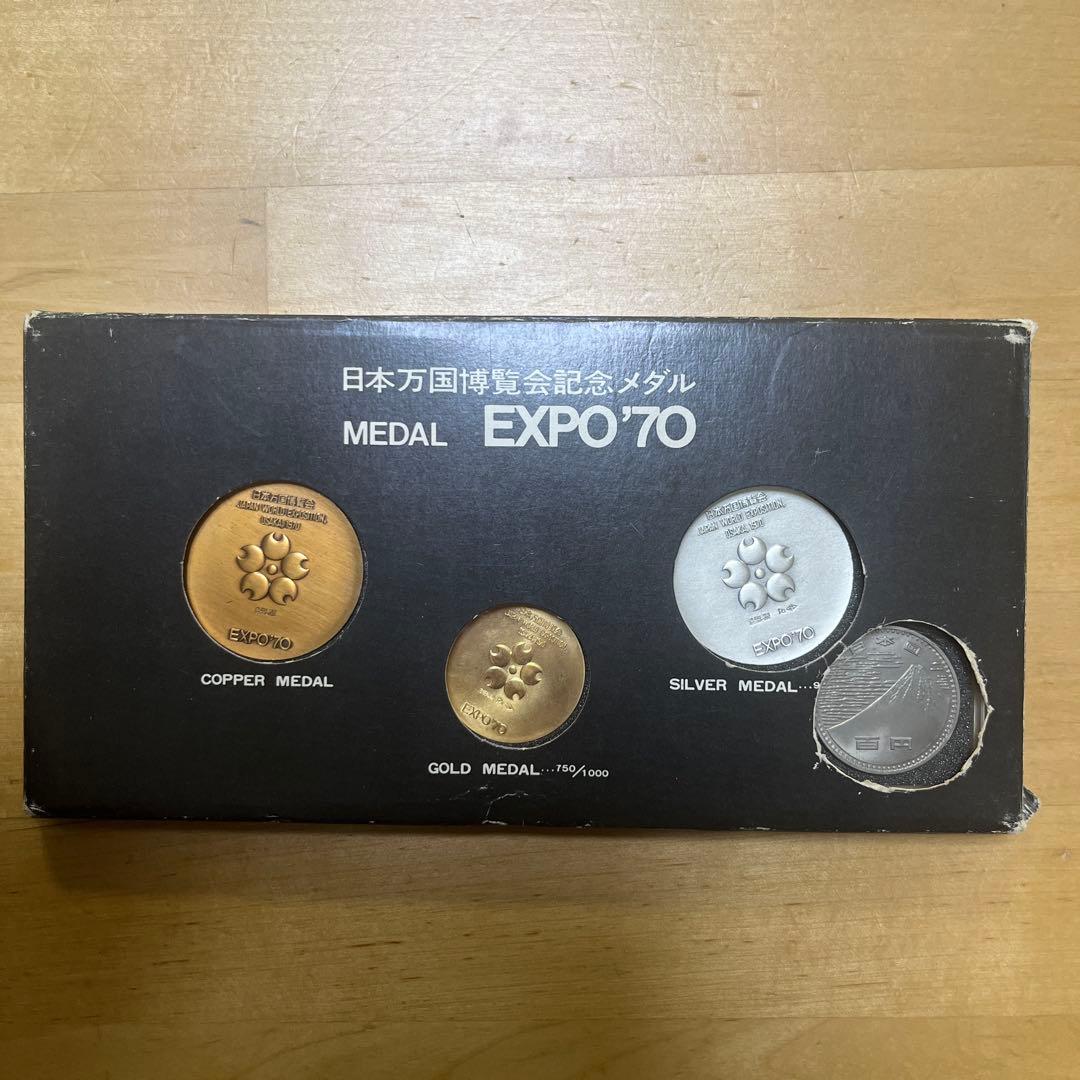 日本万国博覧会記念メダル
MEDAL EXPO'70
日本万国博覧会
JAPAN WORLD EXPOSITION,
OSAKA, 1970
EXPO'70
COPPER MEDAL
EXPO'70
GOLD MEDAL...750/1000
日本万国博覧会
JAPAN WORLD EXPOSITION,
OSAKA, 1970
EXPO'70
SILVER MEDAL...9
日本国
百円